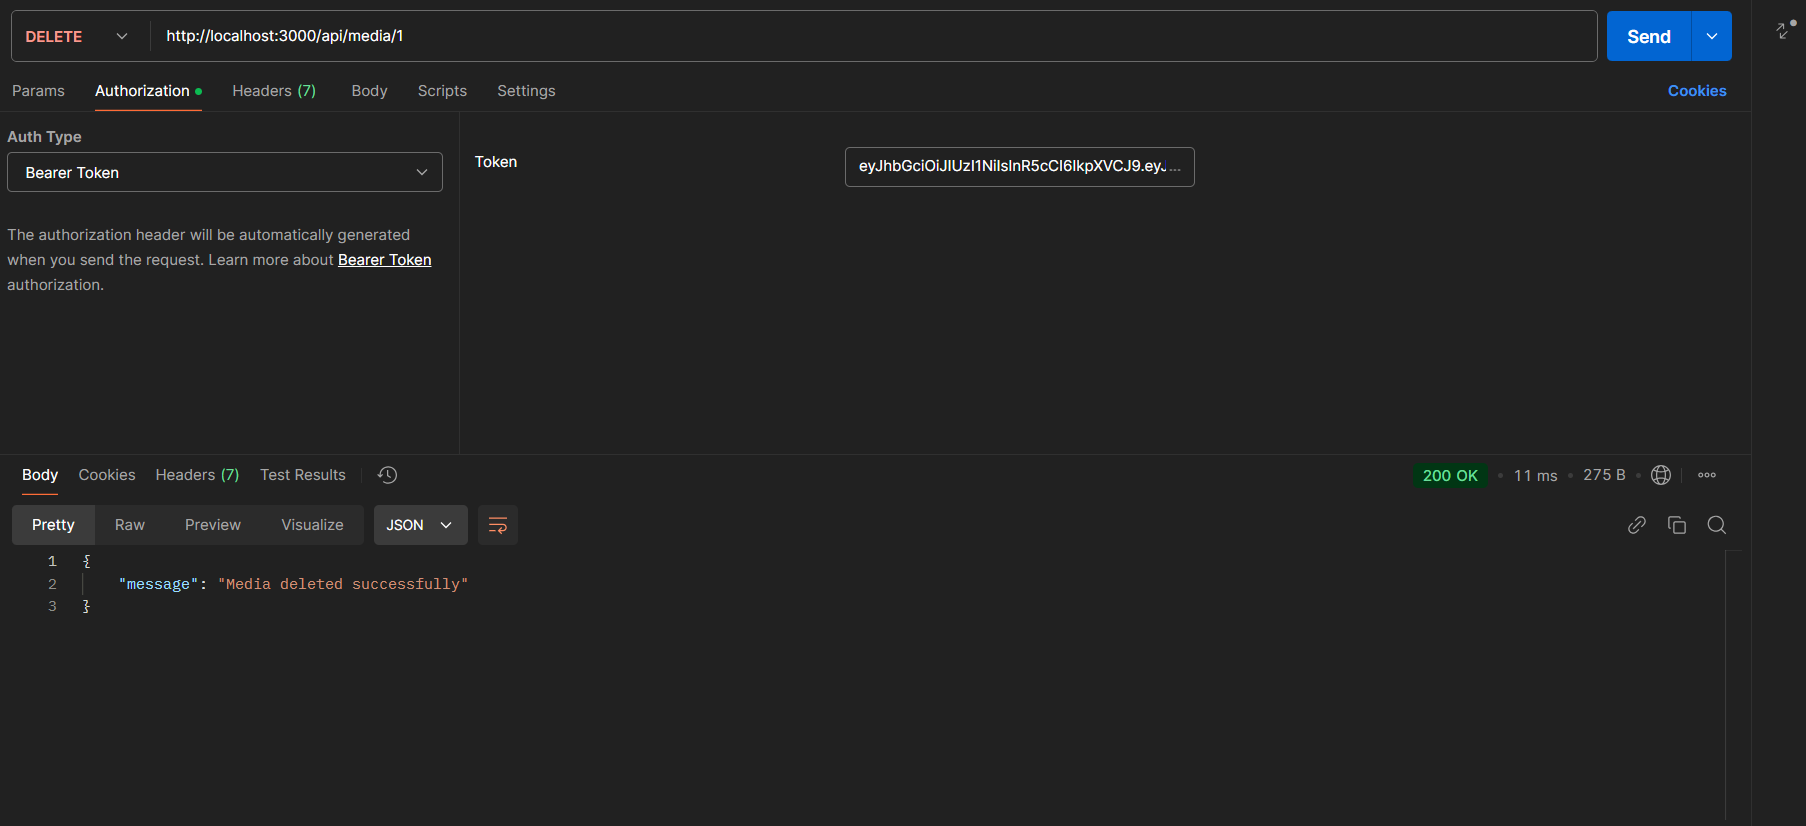 DELETE http://localhost:3000/api/media/1 Send
Params Authorization Headers (7) Body Scripts Settings Cookies
Auth Type
Bearer Token
Token eyJhbGciOiJIUzI1NiIsInR5cCI6IkpXVCJ9.eyJ...
The authorization header will be automatically generated
when you send the request. Learn more about Bearer Token
authorization.
Body Cookies Headers (7) Test Results 200 OK • 11 ms • 275 B •
Pretty Raw Preview Visualize JSON
1 {
2 "message": "Media deleted successfully"
3 }